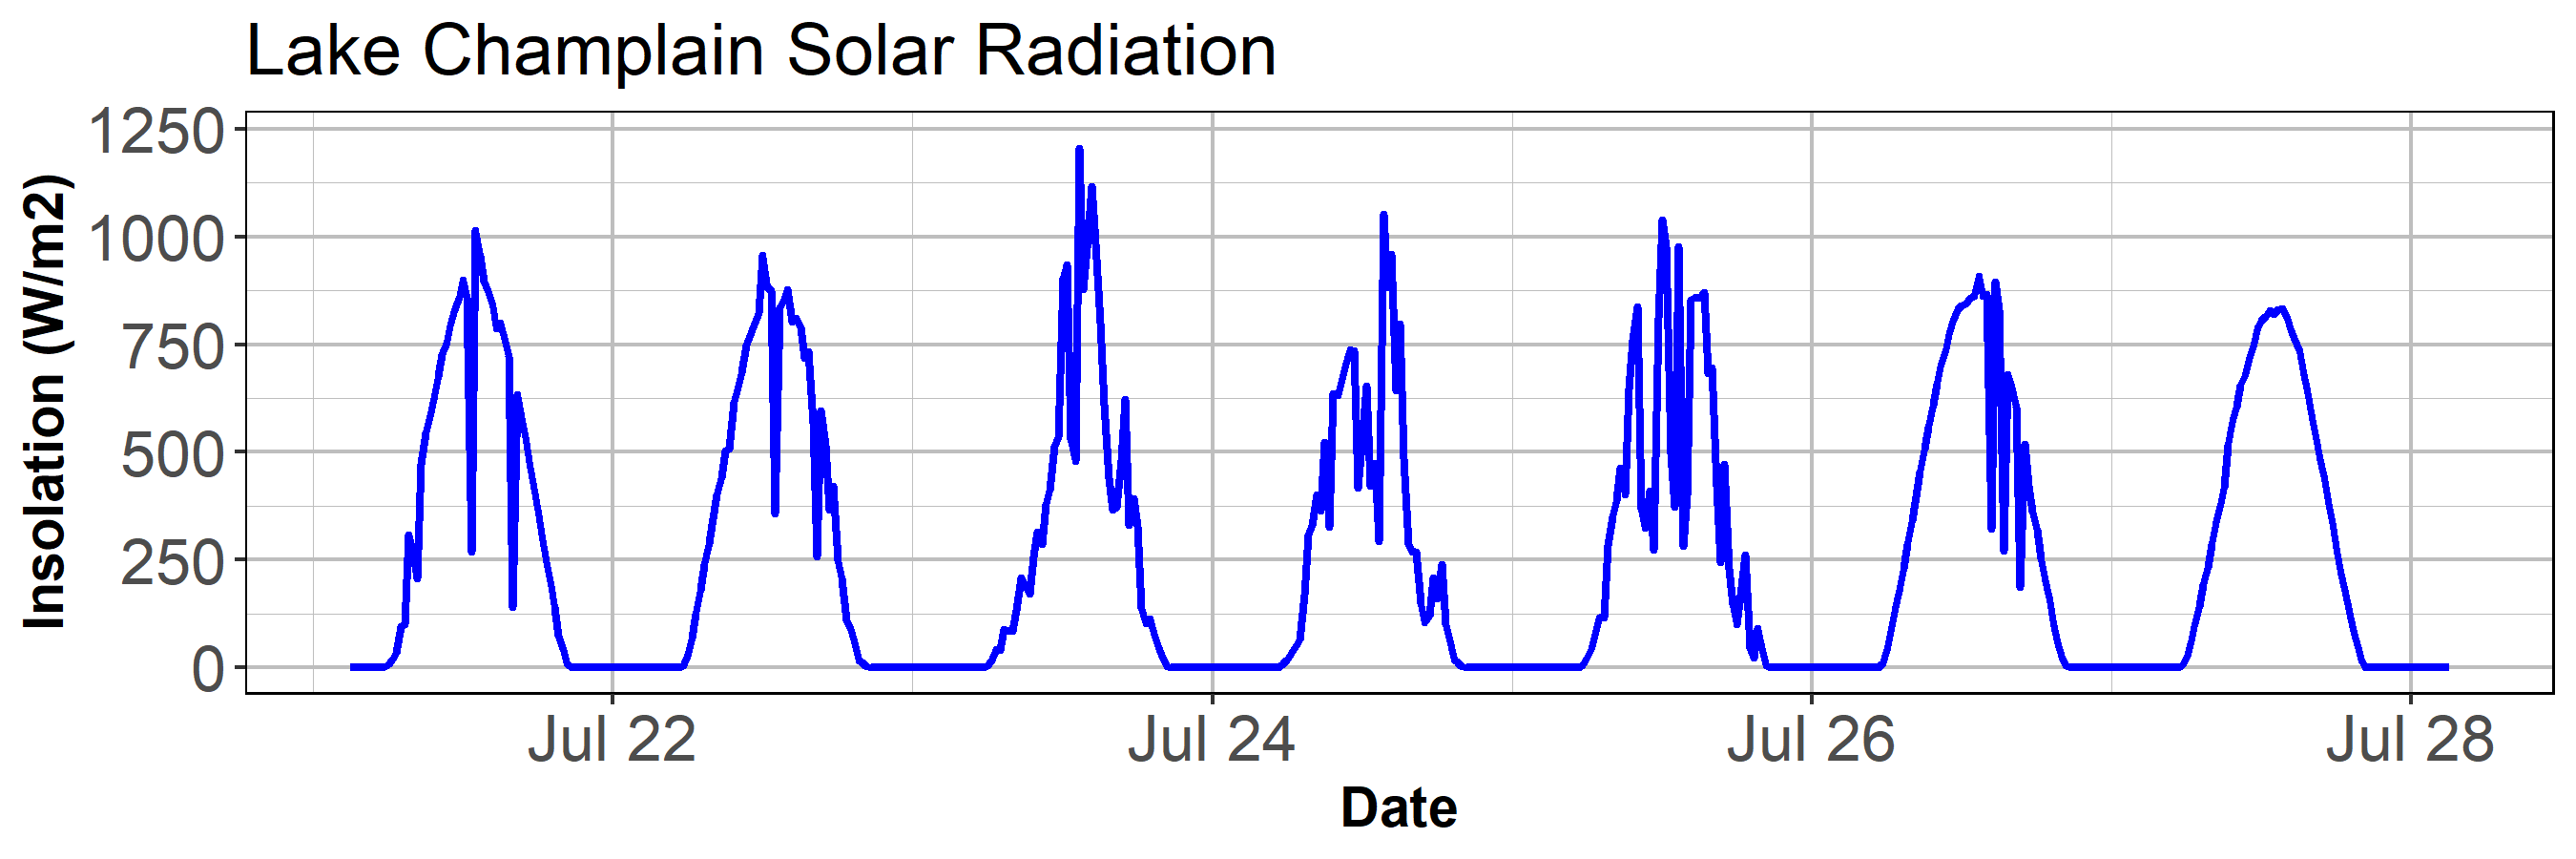 Lake Champlain Solar Radiation
Insolation (W/m2)
1250
1000
750
500
250
0
Jul 22 Jul 24 Jul 26 Jul 28
Date